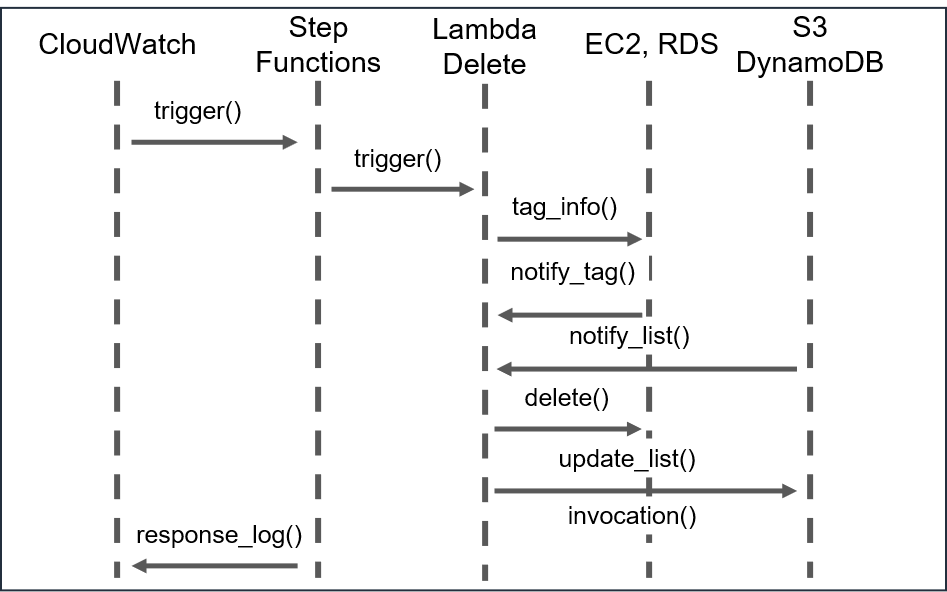 CloudWatch
Step
Functions
Lambda
Delete
EC2, RDS
S3
DynamoDB
trigger()
trigger()
tag_info()
notify_tag()
notify_list()
delete()
update_list()
invocation()
response_log()